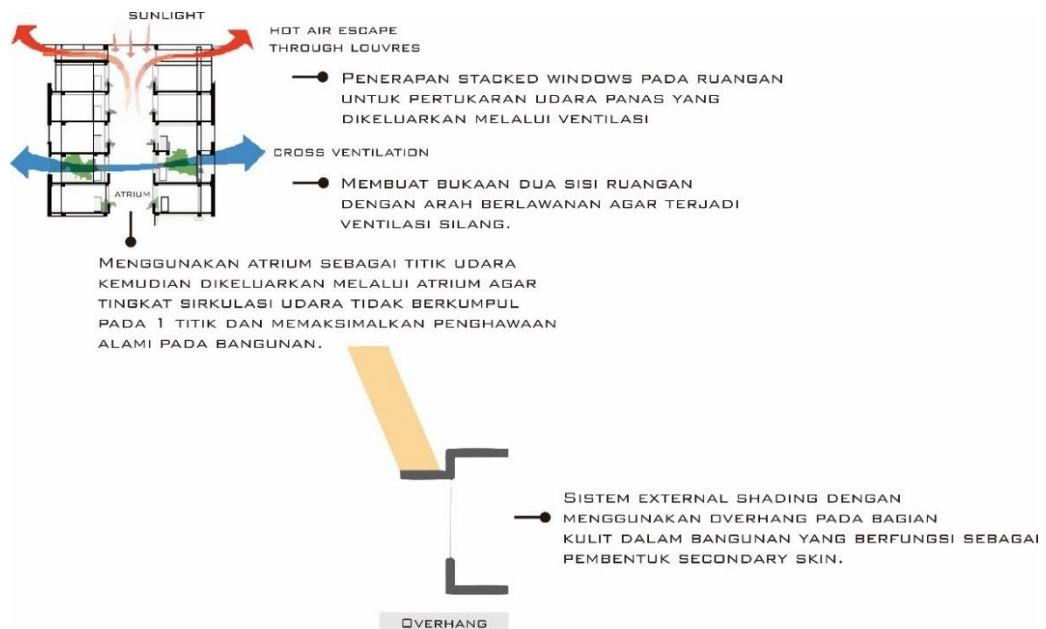 SUNLIGHT
HOT AIR ESCAPE
THROUGH LOUVRES
PENERAPAN STACKED WINDOWS PADA RUANGAN
UNTUK PERTUKARAN UDARA PANAS YANG
DIKELUARKAN MELALUI VENTILASI
CROSS VENTILATION
MEMBUAT BUKAAN DUA SISI RUANGAN
DENGAN ARAH BERLAWANAN AGAR TERJADI
VENTILASI SILANG.
ATRIUM
MENGGUNAKAN ATRIUM SEBAGAI TITIK UDARA
KEMUDIAN DIKELUARKAN MELALUI ATRIUM AGAR
TINGKAT SIRKULASI UDARA TIDAK BERKUMPUL
PADA 1 TITIK DAN MEMAKSIMALKAN PENGHAWAAN
ALAMI PADA BANGUNAN.
SISTEM EXTERNAL SHADING DENGAN
MENGGUNAKAN OVERHANG PADA BAGIAN
KULIT DALAM BANGUNAN YANG BERFUNGSI SEBAGAI
PEMBENTUK SECONDARY SKIN.
OVERHANG